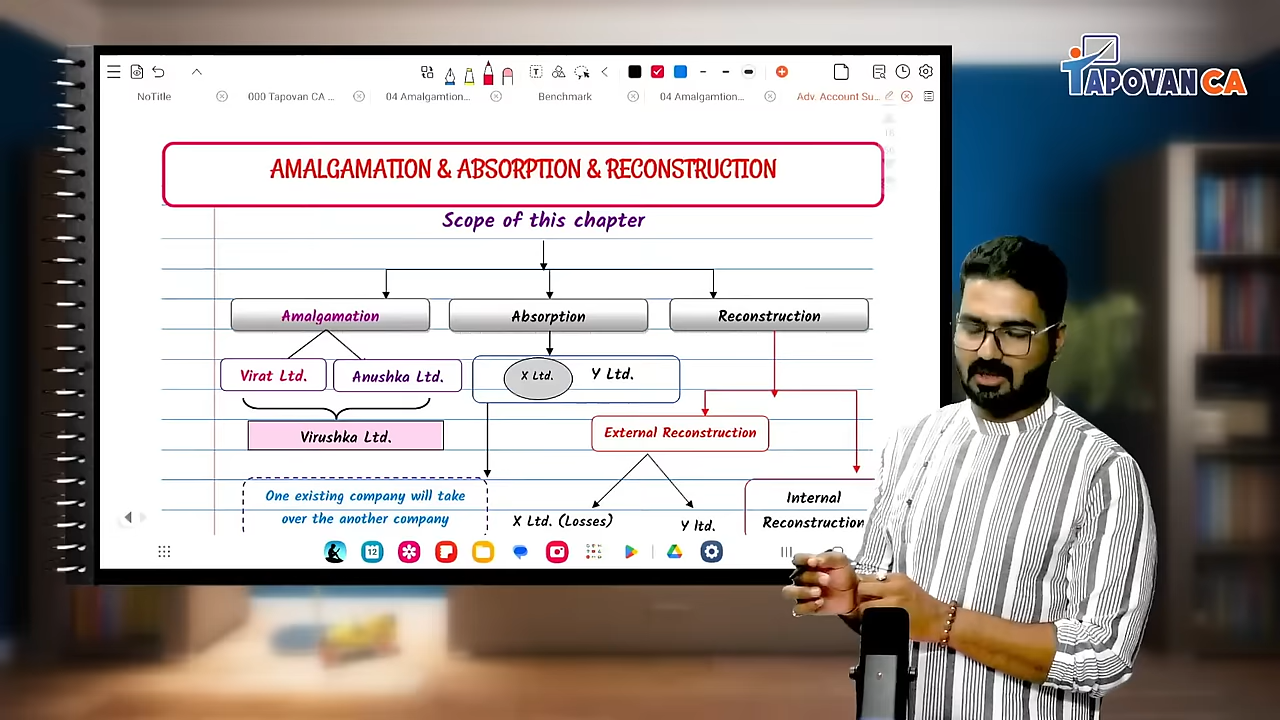 TAPOVAN CA
NoTitle
000 Tapovan CA ...
04 Amalgamtion...
Benchmark
04 Amalgamtion...
Adv. Account Su...
AMALGAMATION & ABSORPTION & RECONSTRUCTION
Scope of this chapter
Amalgamation
Absorption
Reconstruction
Virat Ltd.
Anushka Ltd.
X Ltd.
Y Ltd.
Virushka Ltd.
External Reconstruction
One existing company will take
over the another company
X Ltd. (Losses)
Y ltd.
Internal
Reconstruction
12